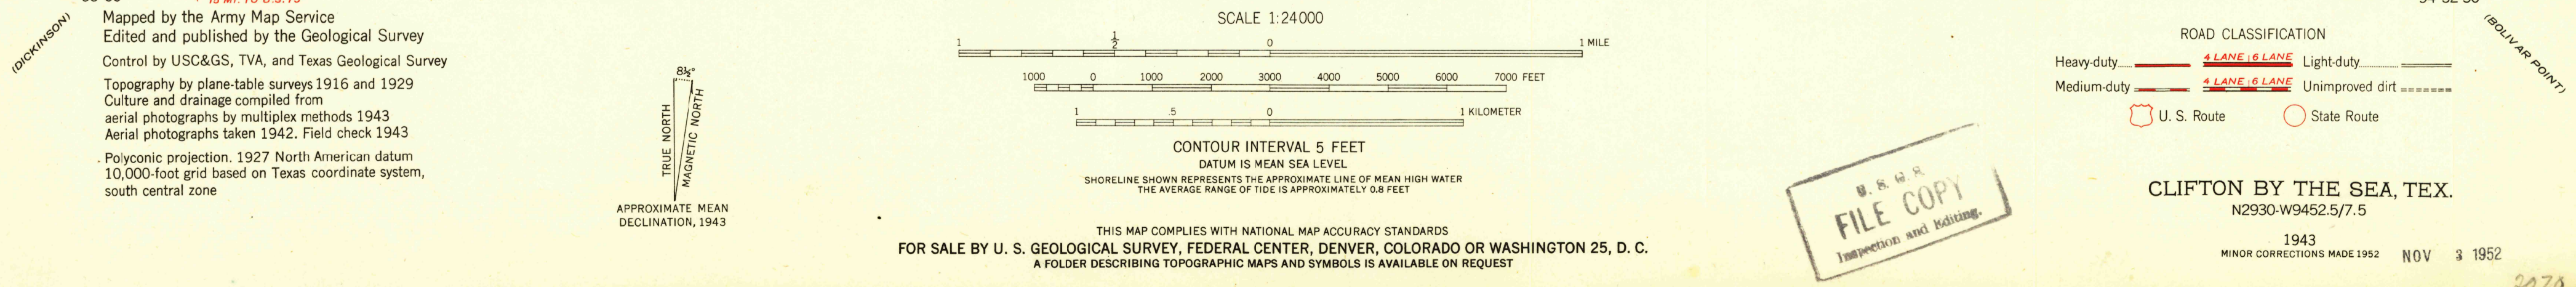 (DICKINSON)
Mapped by the Army Map Service
Edited and published by the Geological Survey
Control by USC&GS, TVA, and Texas Geological Survey
Topography by plane-table surveys 1916 and 1929
Culture and drainage compiled from
aerial photographs by multiplex methods 1943
Aerial photographs taken 1942. Field check 1943
Polyconic projection. 1927 North American datum
10,000-foot grid based on Texas coordinate system,
south central zone
8½°
TRUE NORTH
MAGNETIC NORTH
APPROXIMATE MEAN
DECLINATION, 1943
SCALE 1:24000
1 ½ 0 1 MILE
1000 0 1000 2000 3000 4000 5000 6000 7000 FEET
1 .5 0 1 KILOMETER
CONTOUR INTERVAL 5 FEET
DATUM IS MEAN SEA LEVEL
SHORELINE SHOWN REPRESENTS THE APPROXIMATE LINE OF MEAN HIGH WATER
THE AVERAGE RANGE OF TIDE IS APPROXIMATELY 0.8 FEET
THIS MAP COMPLIES WITH NATIONAL MAP ACCURACY STANDARDS
FOR SALE BY U. S. GEOLOGICAL SURVEY, FEDERAL CENTER, DENVER, COLORADO OR WASHINGTON 25, D. C.
A FOLDER DESCRIBING TOPOGRAPHIC MAPS AND SYMBOLS IS AVAILABLE ON REQUEST
U. S. G. S.
FILE COPY
Inspection and Editing.
(BOLIVAR POINT)
ROAD CLASSIFICATION
Heavy-duty 4 LANE 6 LANE Light-duty
Medium-duty 4 LANE 6 LANE Unimproved dirt
U. S. Route State Route
CLIFTON BY THE SEA, TEX.
N2930-W9452.5/7.5
1943
MINOR CORRECTIONS MADE 1952 NOV 3 1952